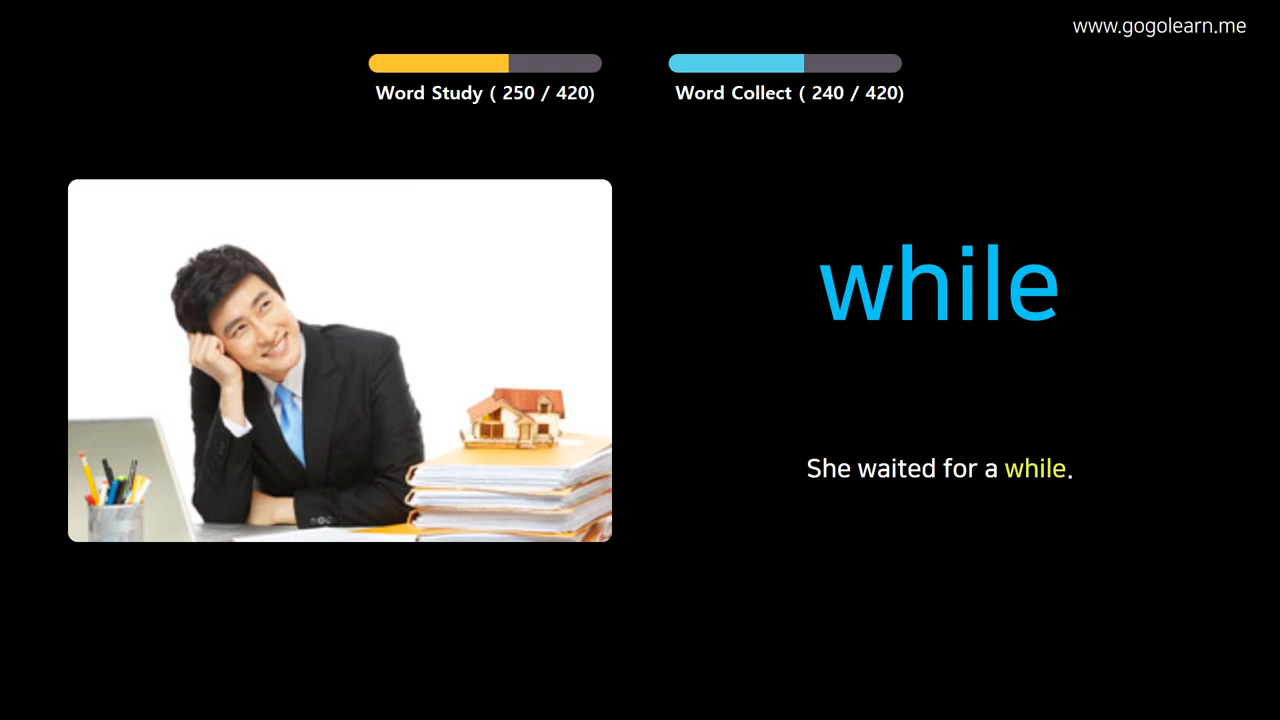 www.gogolearn.me
Word Study ( 250 / 420)
Word Collect ( 240 / 420)
while
She waited for a while.